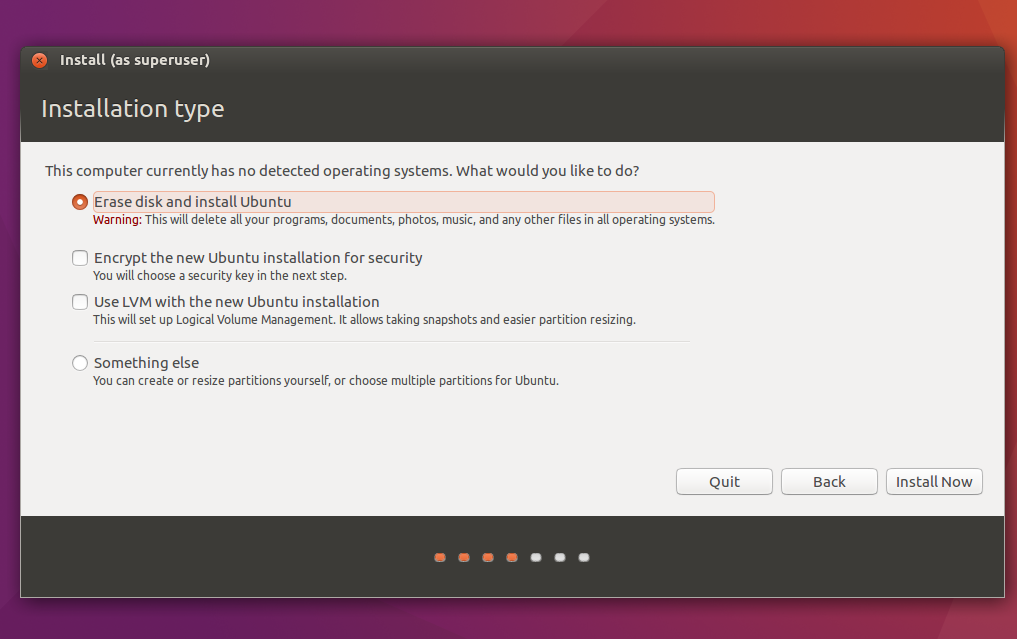 Install (as superuser)
Installation type
This computer currently has no detected operating systems. What would you like to do?
Erase disk and install Ubuntu
Warning: This will delete all your programs, documents, photos, music, and any other files in all operating systems.
Encrypt the new Ubuntu installation for security
You will choose a security key in the next step.
Use LVM with the new Ubuntu installation
This will set up Logical Volume Management. It allows taking snapshots and easier partition resizing.
Something else
You can create or resize partitions yourself, or choose multiple partitions for Ubuntu.
Quit Back Install Now